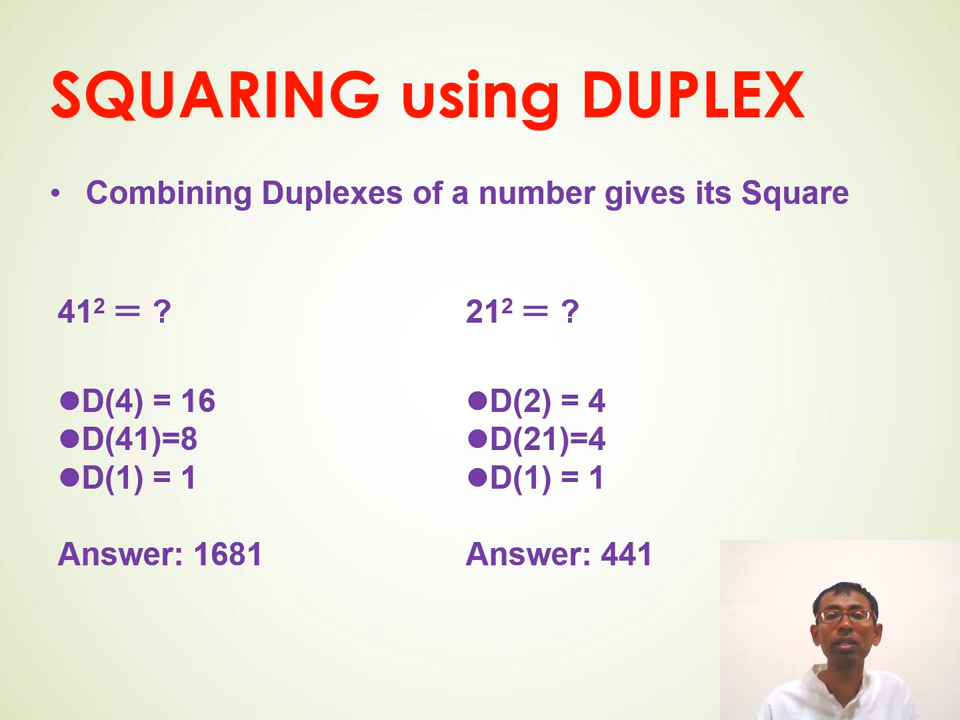 SQUARING using DUPLEX
• Combining Duplexes of a number gives its Square
41² = ?
●D(4) = 16
●D(41)=8
●D(1) = 1
Answer: 1681
21² = ?
●D(2) = 4
●D(21)=4
●D(1) = 1
Answer: 441